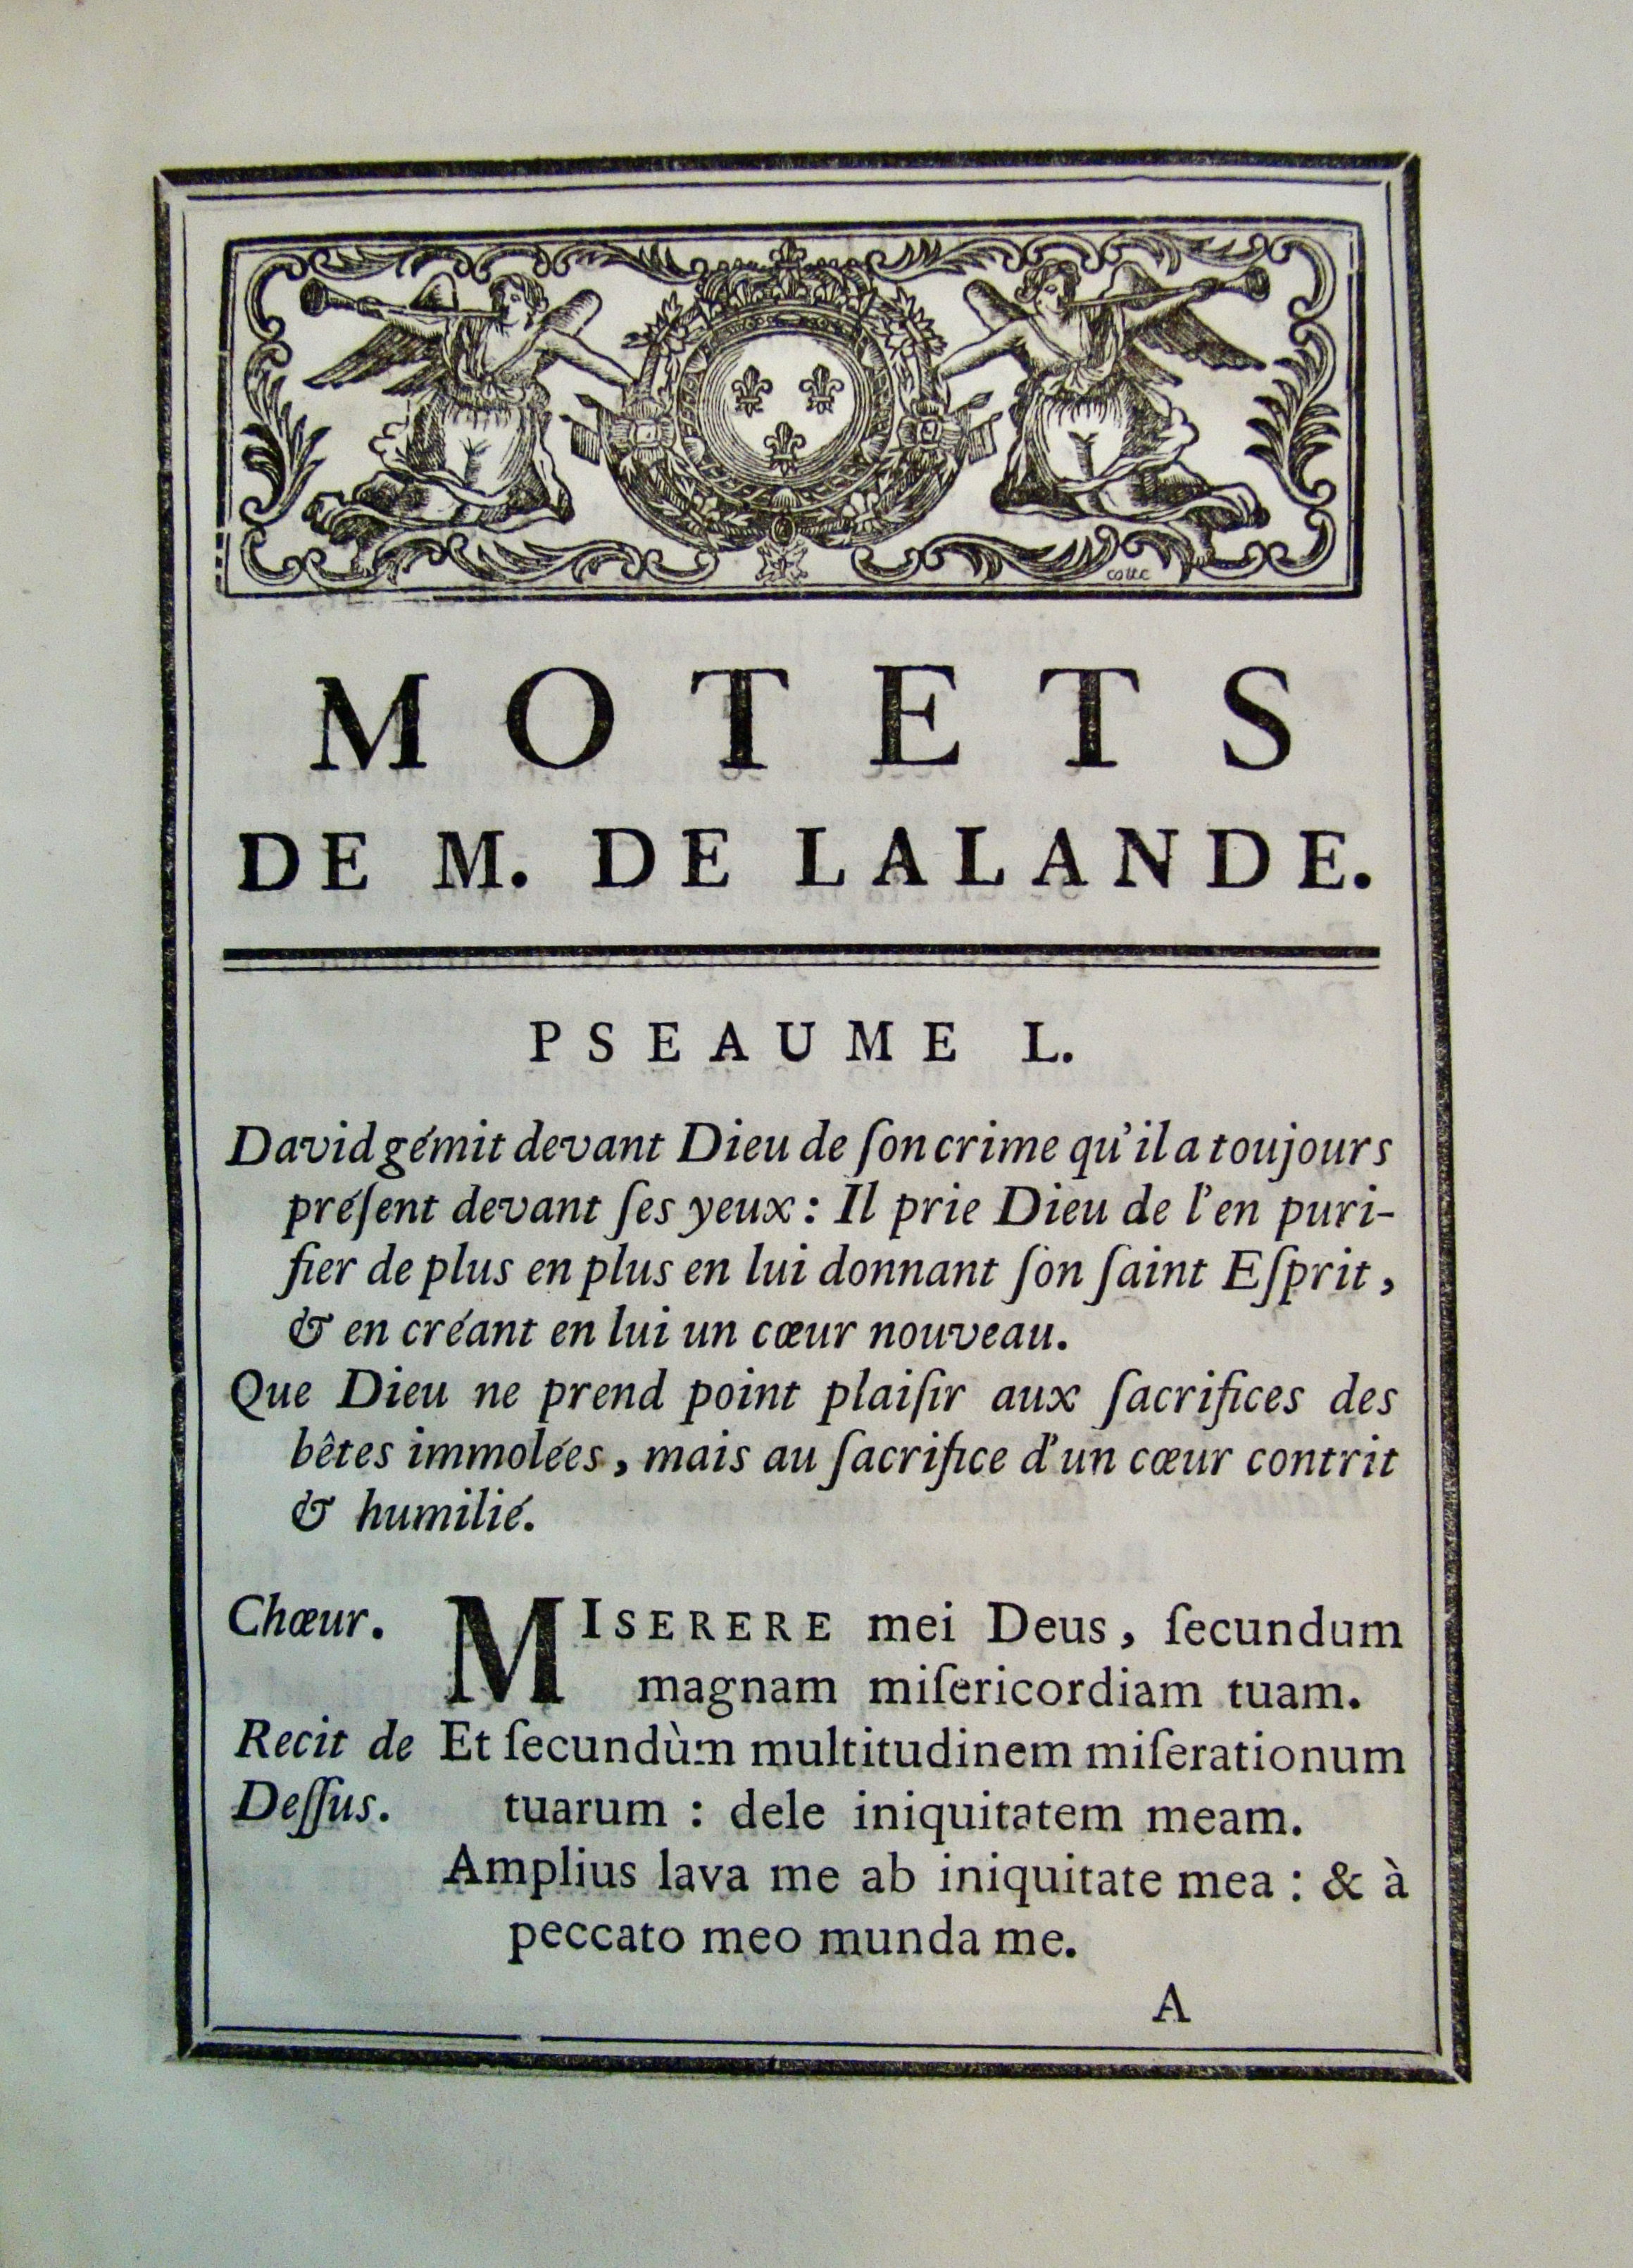 cotte
MOTETS
DE M. DE LALANDE.
PSEAUME L.
David gémit devant Dieu de ſon crime qu'il a toujours
préſent devant ſes yeux : Il prie Dieu de l'en puri-
fier de plus en plus en lui donnant ſon ſaint Eſprit,
& en créant en lui un cœur nouveau.
Que Dieu ne prend point plaiſir aux ſacrifices des
bêtes immolées, mais au ſacrifice d'un cœur contrit
& humilié.
Chœur. MISERERE mei Deus, ſecundum
magnam miſericordiam tuam.
Recit de Et ſecundùm multitudinem miſerationum
Deſſus. tuarum : dele iniquitatem meam.
Amplius lava me ab iniquitate mea : & à
peccato meo munda me.
A